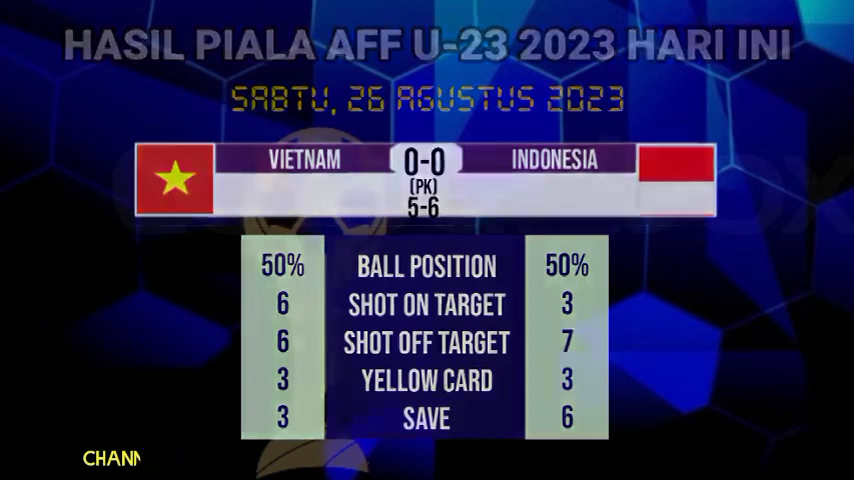 HASIL PIALA AFF U-23 2023 HARI INI
SABTU, 26 AGUSTUS 2023
VIETNAM 0-0 INDONESIA
(PK)
5-6
50% BALL POSITION 50%
6 SHOT ON TARGET 3
6 SHOT OFF TARGET 7
3 YELLOW CARD 3
3 SAVE 6
CHANN